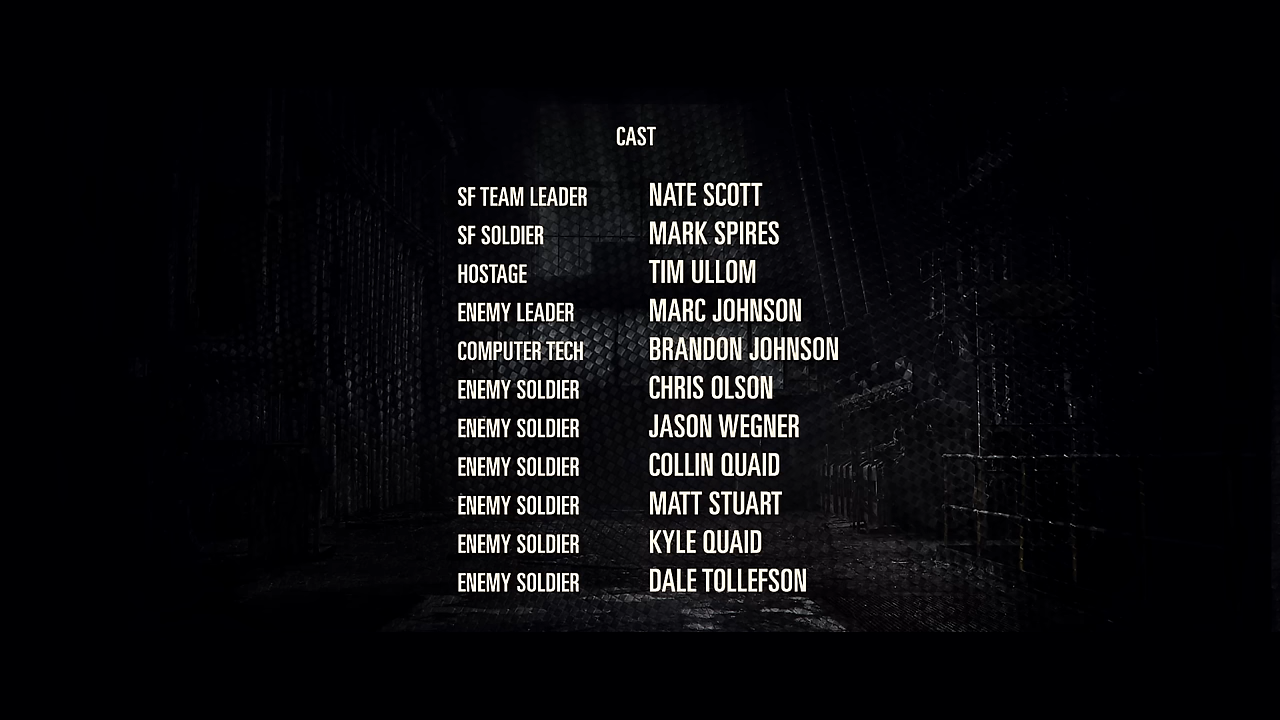 CAST
SF TEAM LEADER NATE SCOTT
SF SOLDIER MARK SPIRES
HOSTAGE TIM ULLOM
ENEMY LEADER MARC JOHNSON
COMPUTER TECH BRANDON JOHNSON
ENEMY SOLDIER CHRIS OLSON
ENEMY SOLDIER JASON WEGNER
ENEMY SOLDIER COLLIN QUAID
ENEMY SOLDIER MATT STUART
ENEMY SOLDIER KYLE QUAID
ENEMY SOLDIER DALE TOLLEFSON